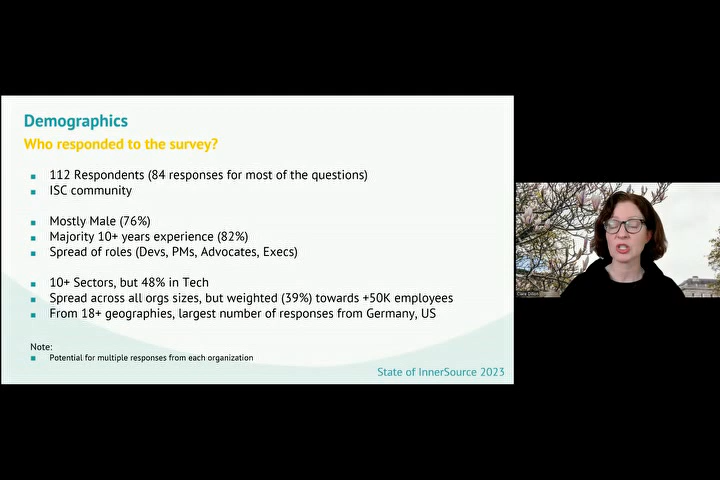 Demographics
Who responded to the survey?
112 Respondents (84 responses for most of the questions)
ISC community
Mostly Male (76%)
Majority 10+ years experience (82%)
Spread of roles (Devs, PMs, Advocates, Execs)
10+ Sectors, but 48% in Tech
Spread across all orgs sizes, but weighted (39%) towards +50K employees
From 18+ geographies, largest number of responses from Germany, US
Note:
Potential for multiple responses from each organization
State of InnerSource 2023
Clare Dillon